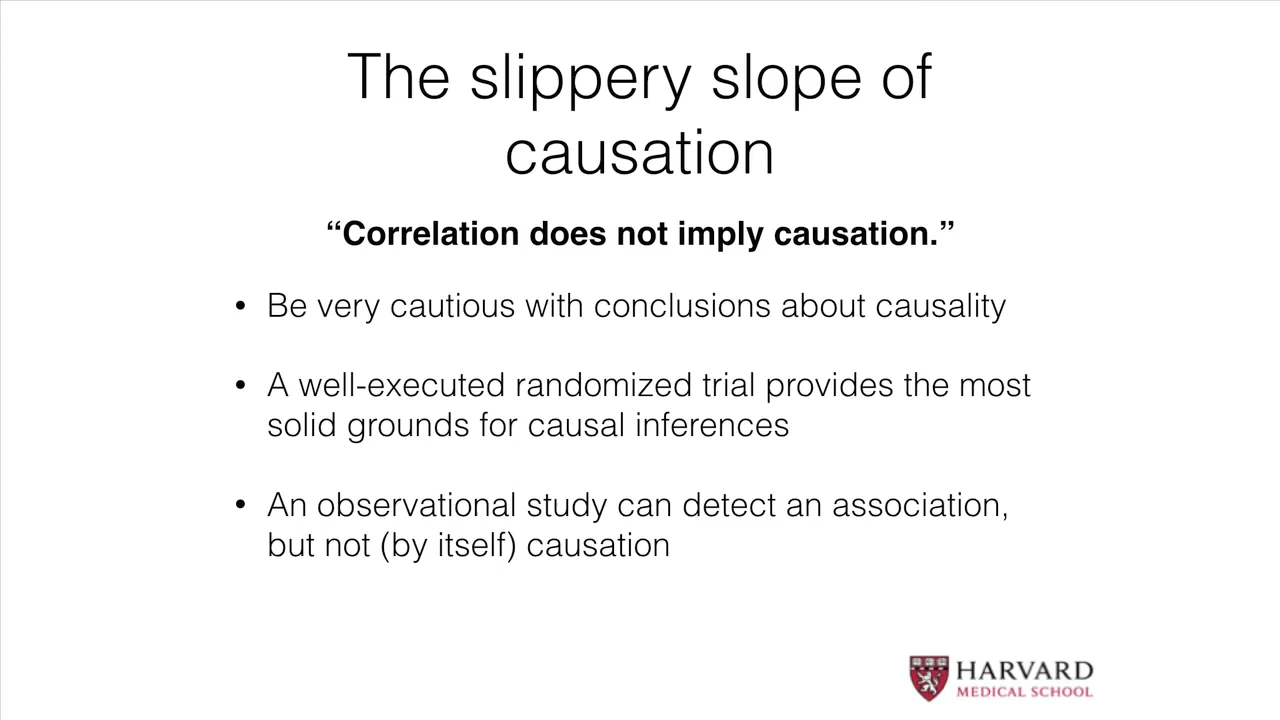 The slippery slope of
causation
“Correlation does not imply causation.”
• Be very cautious with conclusions about causality
• A well-executed randomized trial provides the most
solid grounds for causal inferences
• An observational study can detect an association,
but not (by itself) causation
HARVARD
MEDICAL SCHOOL